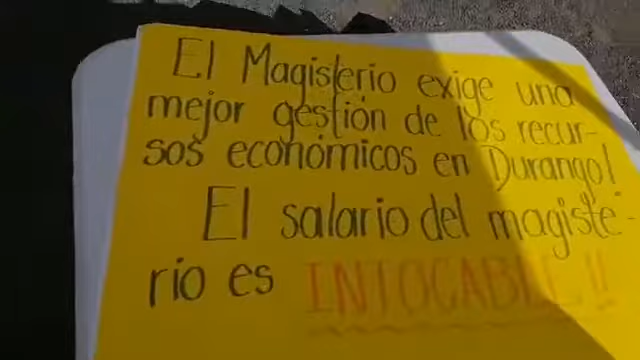 El Magisterio exige una
mejor gestión de los recur-
sos económicos en Durango!
El salario del magiste-
rio es INTOCABLE!!